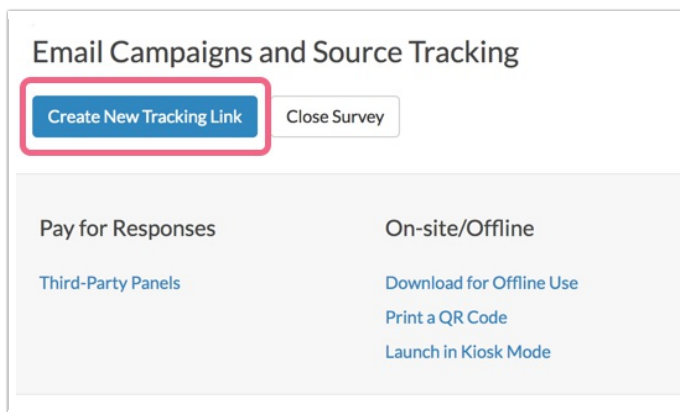 Email Campaigns and Source Tracking
Create New Tracking Link
Close Survey
Pay for Responses
Third-Party Panels
On-site/Offline
Download for Offline Use
Print a QR Code
Launch in Kiosk Mode